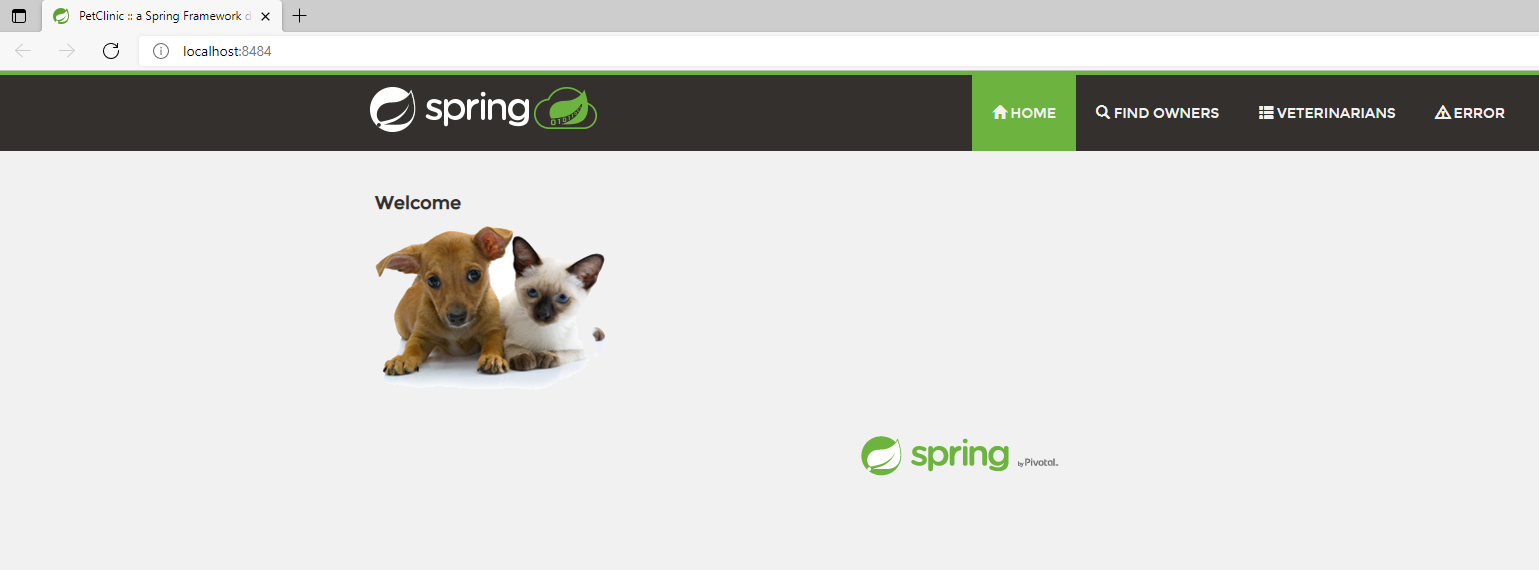 PetClinic :: a Spring Framework
localhost:8484
spring
HOME
FIND OWNERS
VETERINARIANS
ERROR
Welcome
spring by Pivotal.